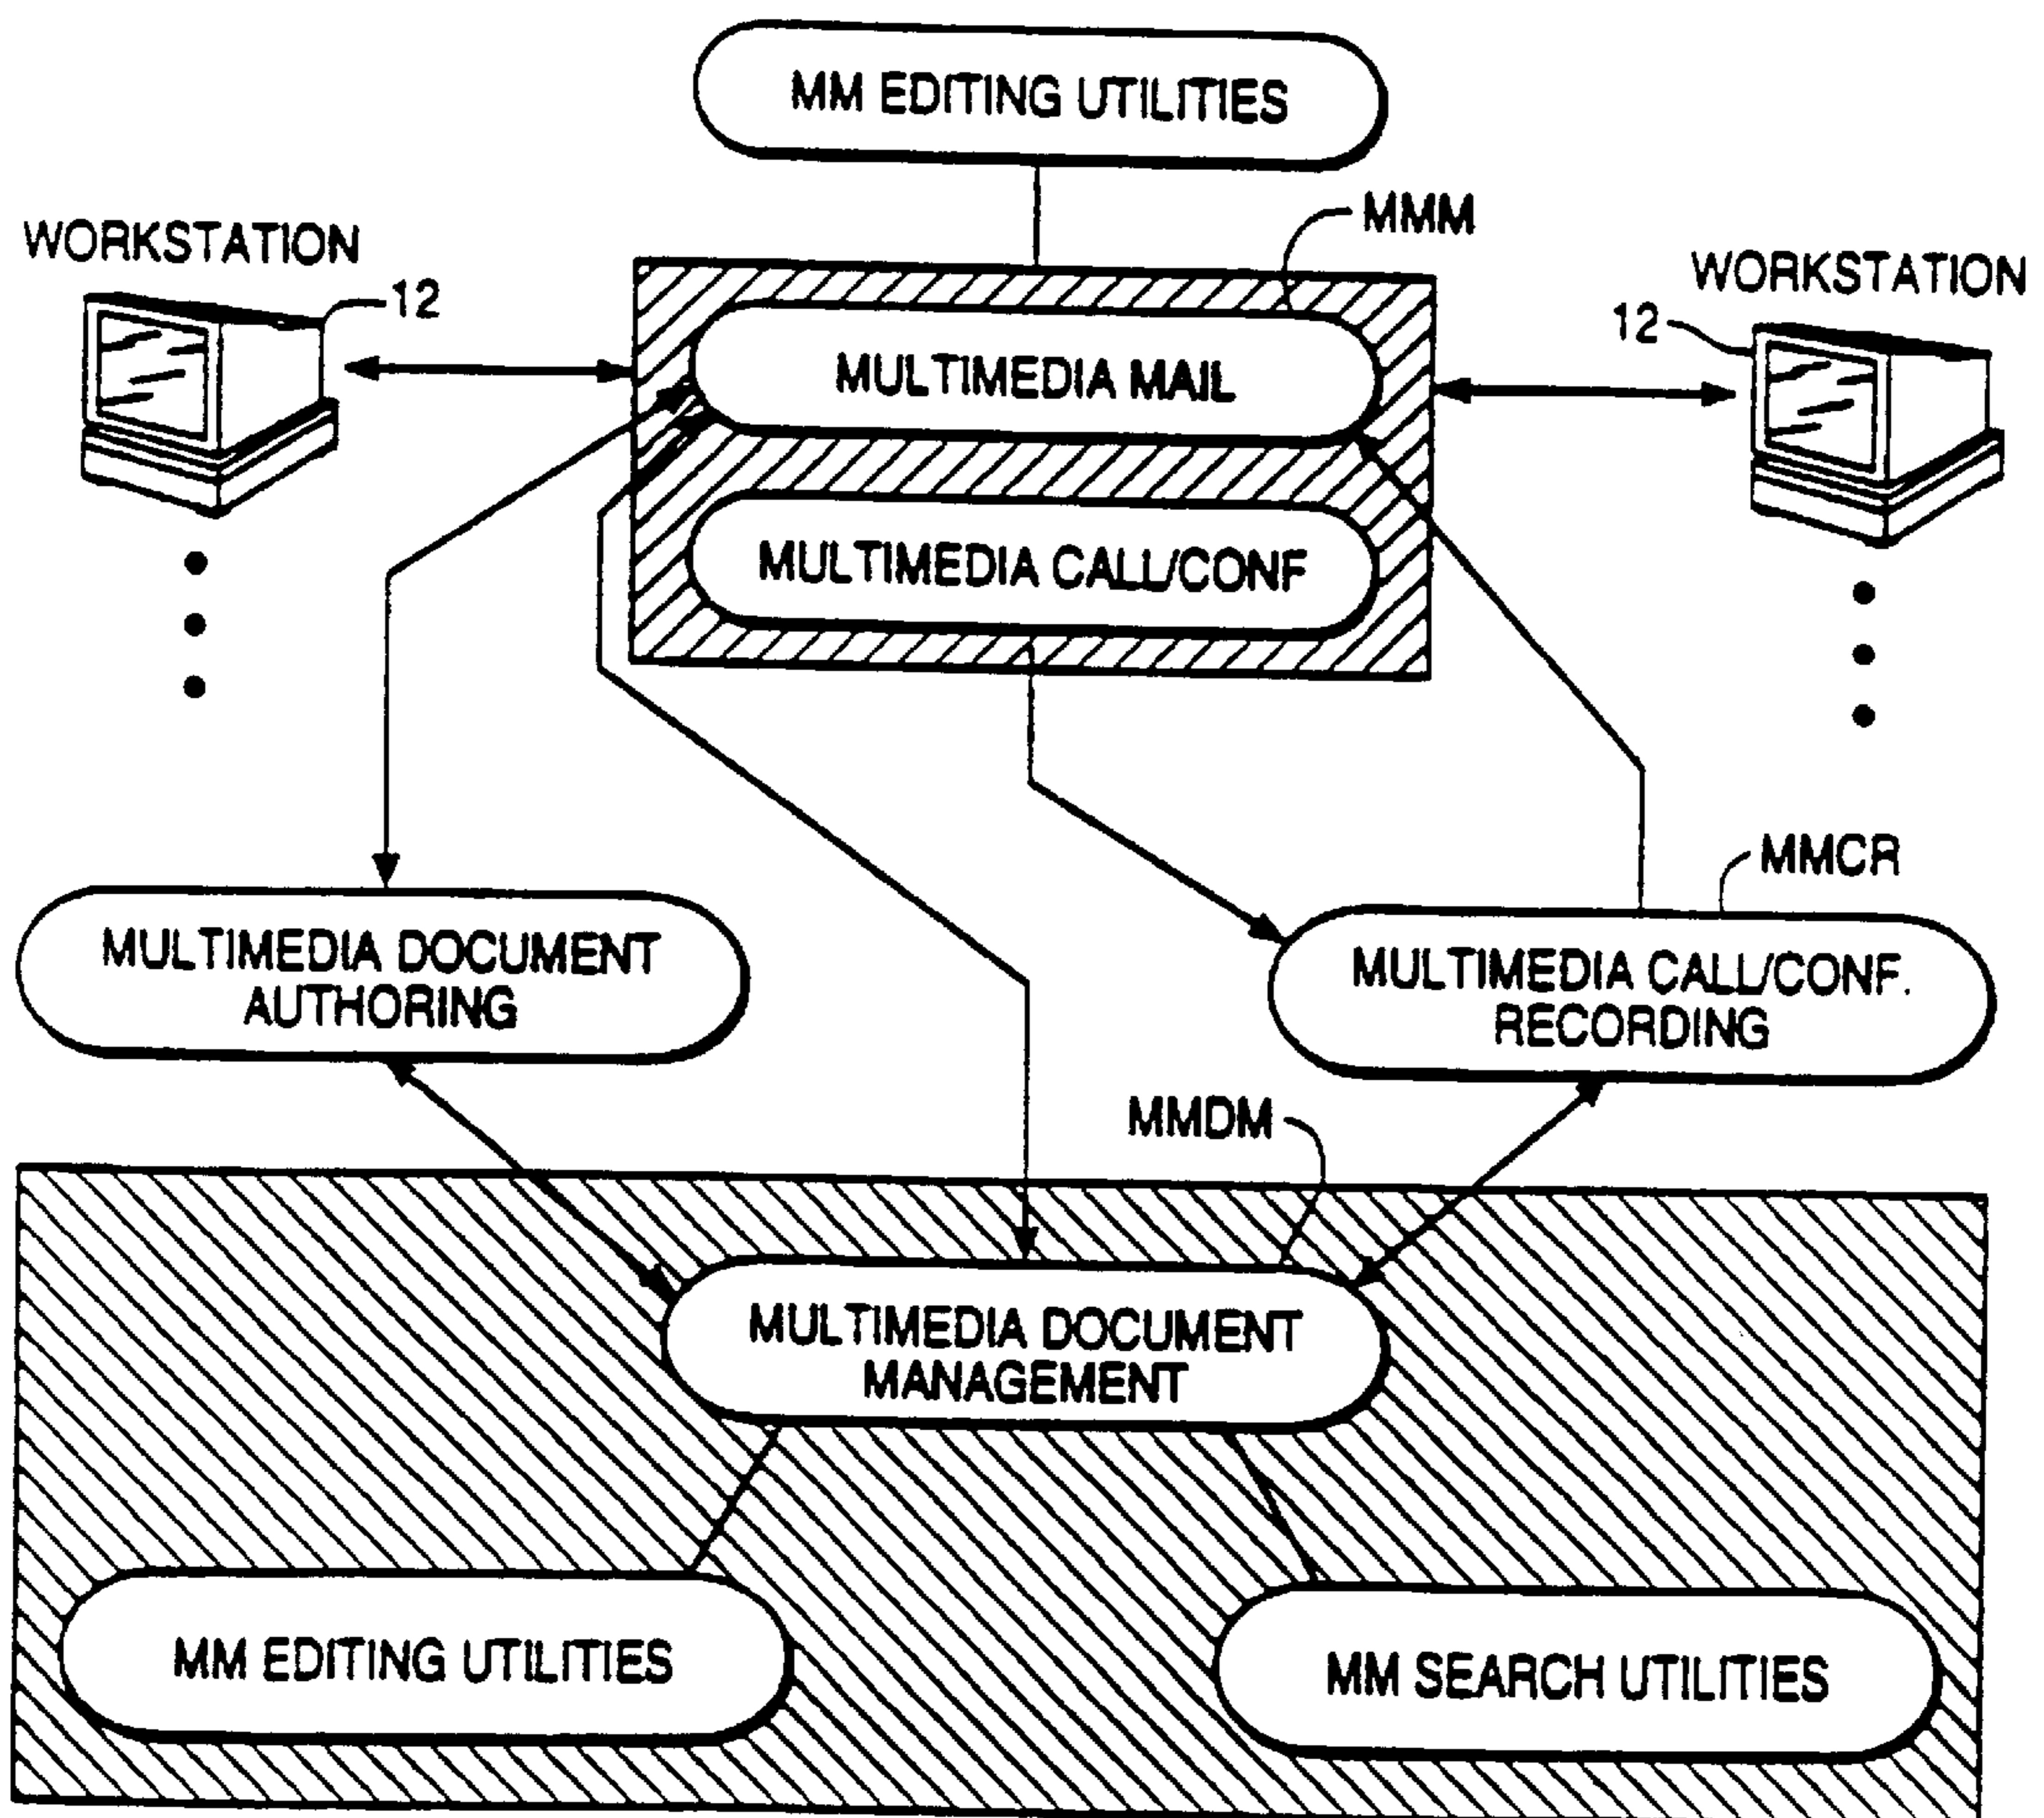 MM EDITING UTILITIES
MMM
WORKSTATION
12
WORKSTATION
12
MULTIMEDIA MAIL
MULTIMEDIA CALL/CONF
MMCR
MULTIMEDIA DOCUMENT
AUTHORING
MULTIMEDIA CALL/CONF.
RECORDING
MMDM
MULTIMEDIA DOCUMENT
MANAGEMENT
MM EDITING UTILITIES
MM SEARCH UTILITIES